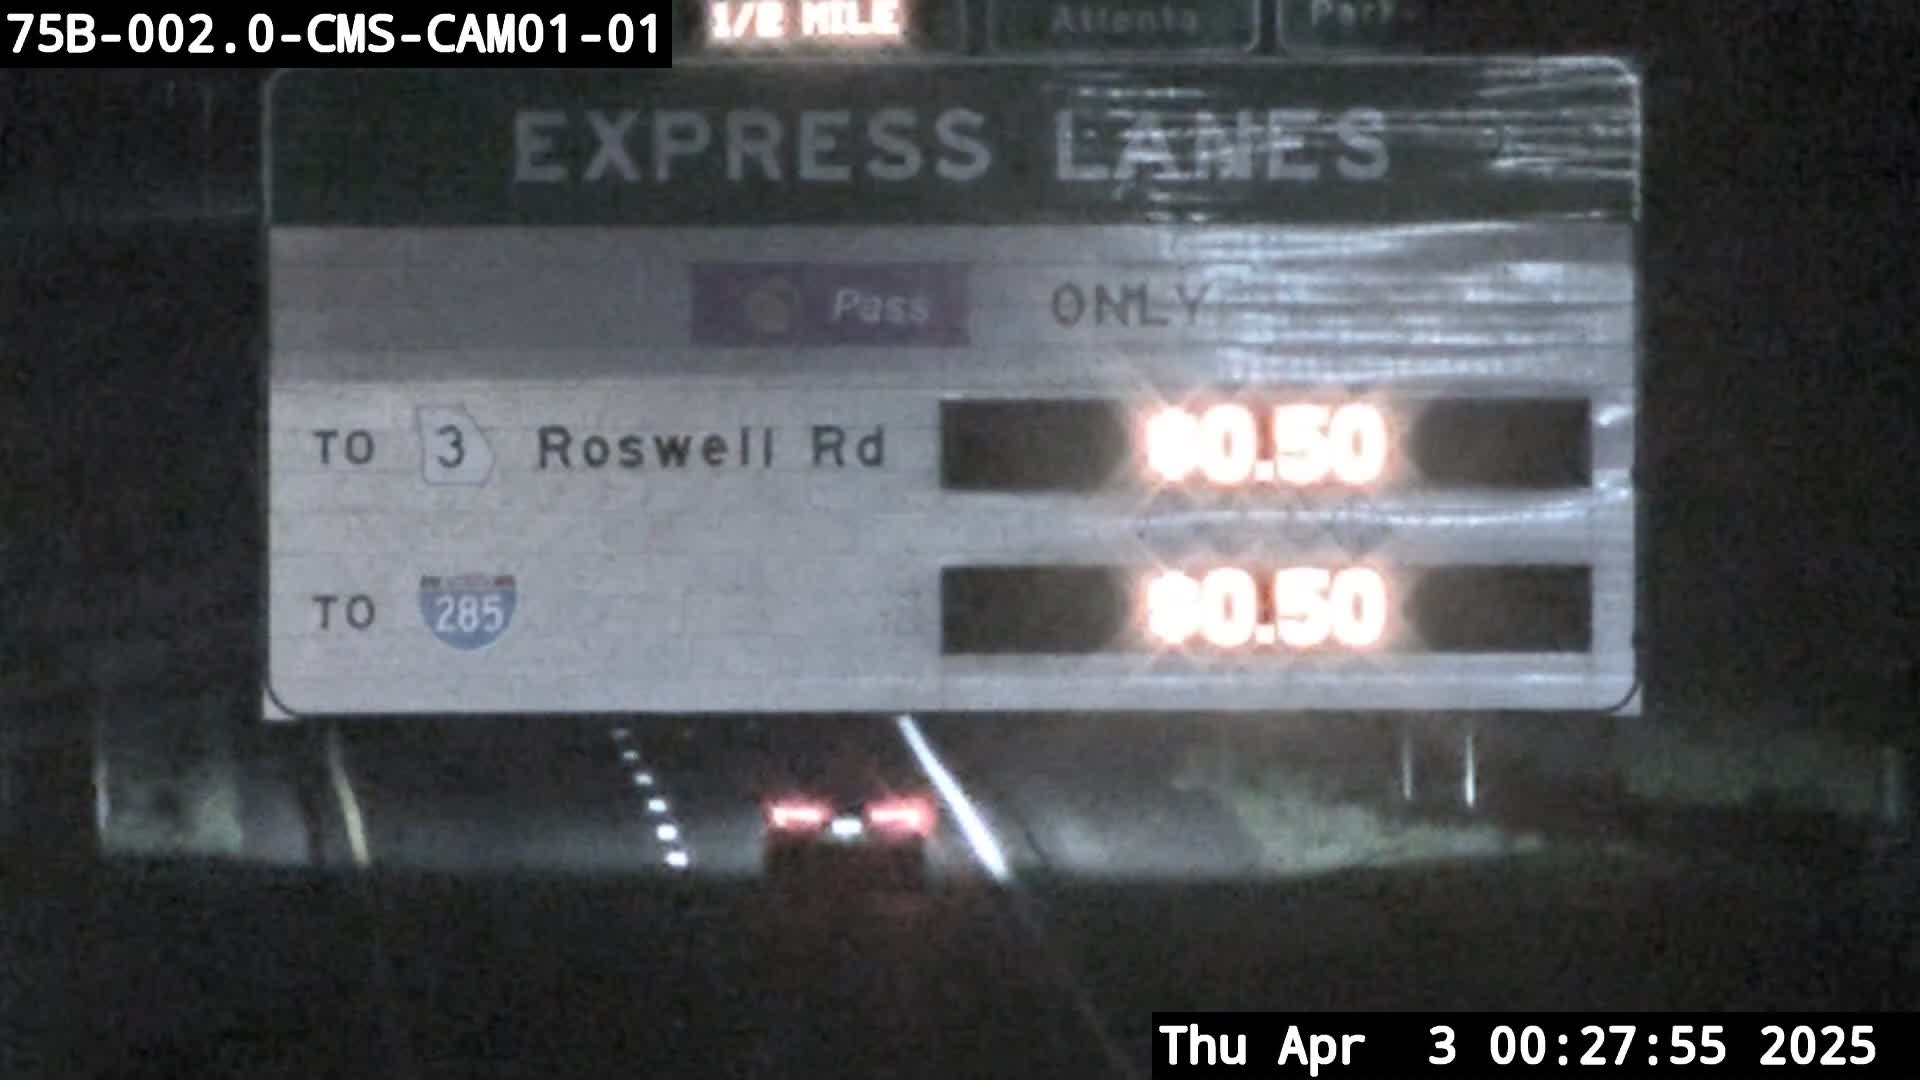 75B-002.0-CMS-CAM01-01
1/2 MILE
EXPRESS LANES
Pass ONLY
TO 3 Roswell Rd $0.50
TO 285 $0.50
Thu Apr 3 00:27:55 2025